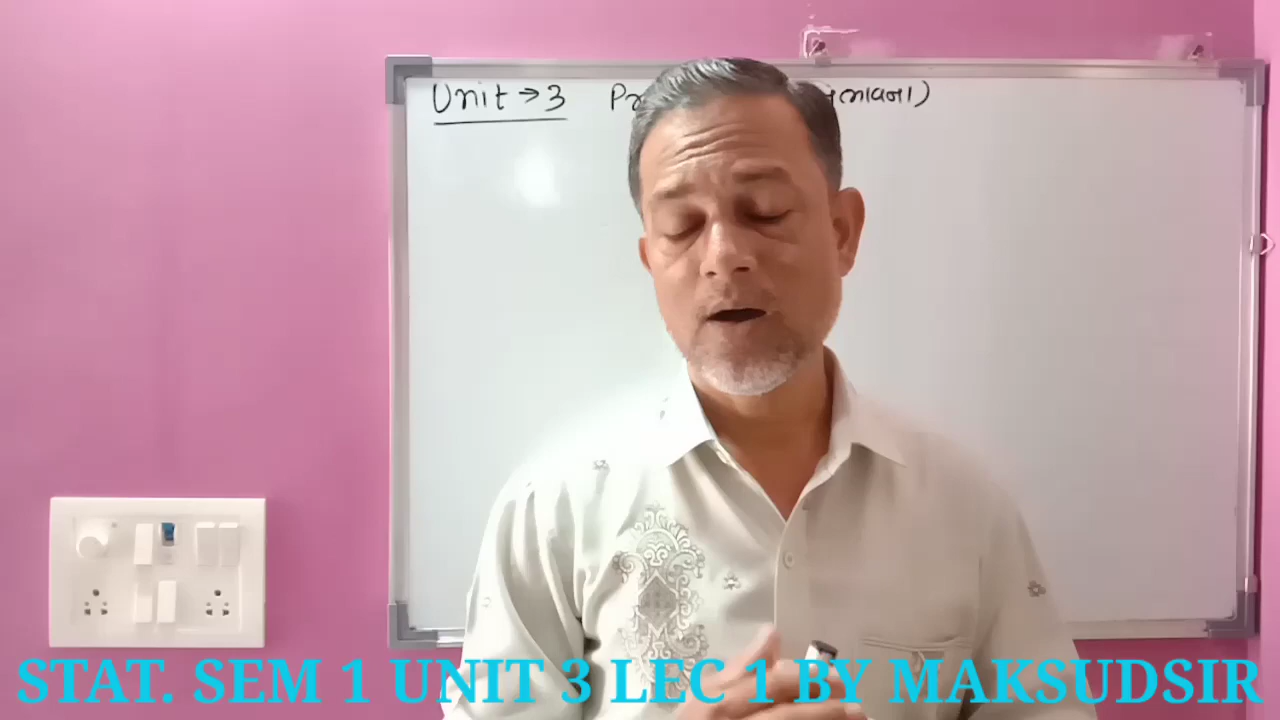 Unit → 3
STAT. SEM 1 UNIT 3 LEC 1 BY MAKSUDSIR